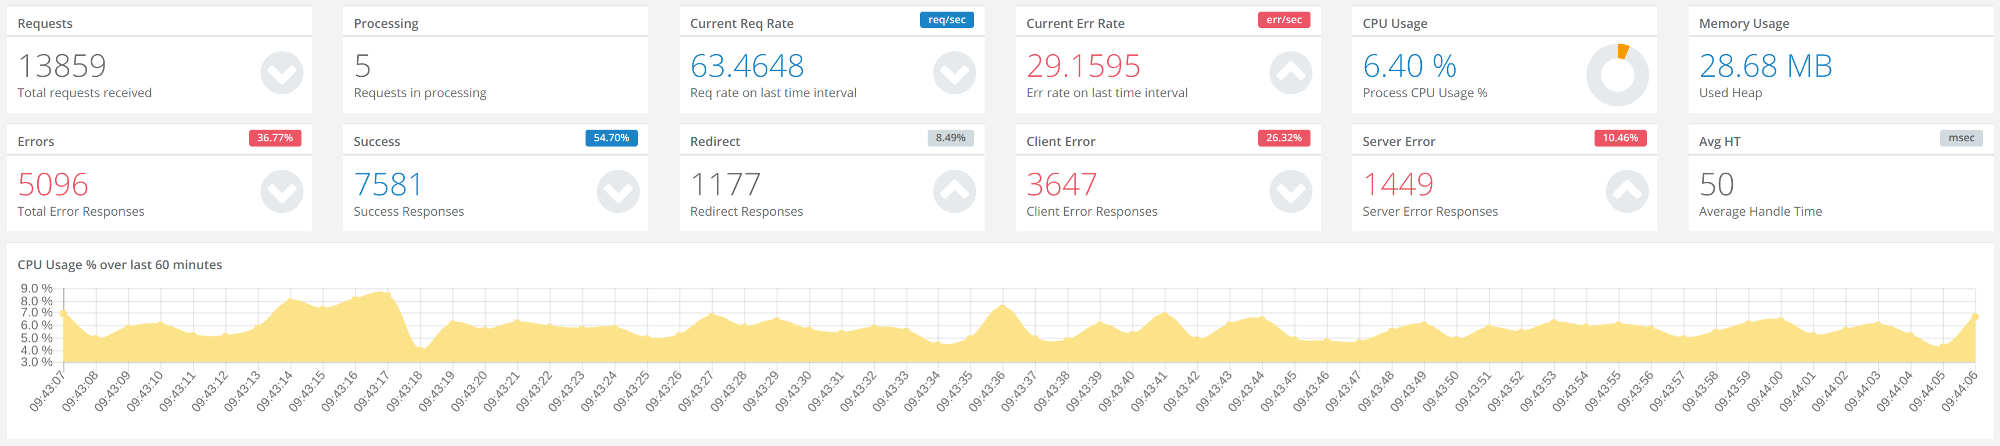 Requests
13859
Total requests received
Processing
5
Requests in processing
Current Req Rate
req/sec
63.4648
Req rate on last time interval
Current Err Rate
err/sec
29.1595
Err rate on last time interval
CPU Usage
6.40 %
Process CPU Usage %
Memory Usage
28.68 MB
Used Heap
Errors
36.77%
5096
Total Error Responses
Success
54.70%
7581
Success Responses
Redirect
8.49%
1177
Redirect Responses
Client Error
26.32%
3647
Client Error Responses
Server Error
10.46%
1449
Server Error Responses
Avg HT
msec
50
Average Handle Time
CPU Usage % over last 60 minutes
9.0 %
8.0 %
7.0 %
6.0 %
5.0 %
4.0 %
3.0 %
09:43:07
09:43:08
09:43:09
09:43:10
09:43:11
09:43:12
09:43:13
09:43:14
09:43:15
09:43:16
09:43:17
09:43:18
09:43:19
09:43:20
09:43:21
09:43:22
09:43:23
09:43:24
09:43:25
09:43:26
09:43:27
09:43:28
09:43:29
09:43:30
09:43:31
09:43:32
09:43:33
09:43:34
09:43:35
09:43:36
09:43:37
09:43:38
09:43:39
09:43:40
09:43:41
09:43:42
09:43:43
09:43:44
09:43:45
09:43:46
09:43:47
09:43:48
09:43:49
09:43:50
09:43:51
09:43:52
09:43:53
09:43:54
09:43:55
09:43:56
09:43:57
09:43:58
09:43:59
09:44:00
09:44:01
09:44:02
09:44:03
09:44:04
09:44:05
09:44:06